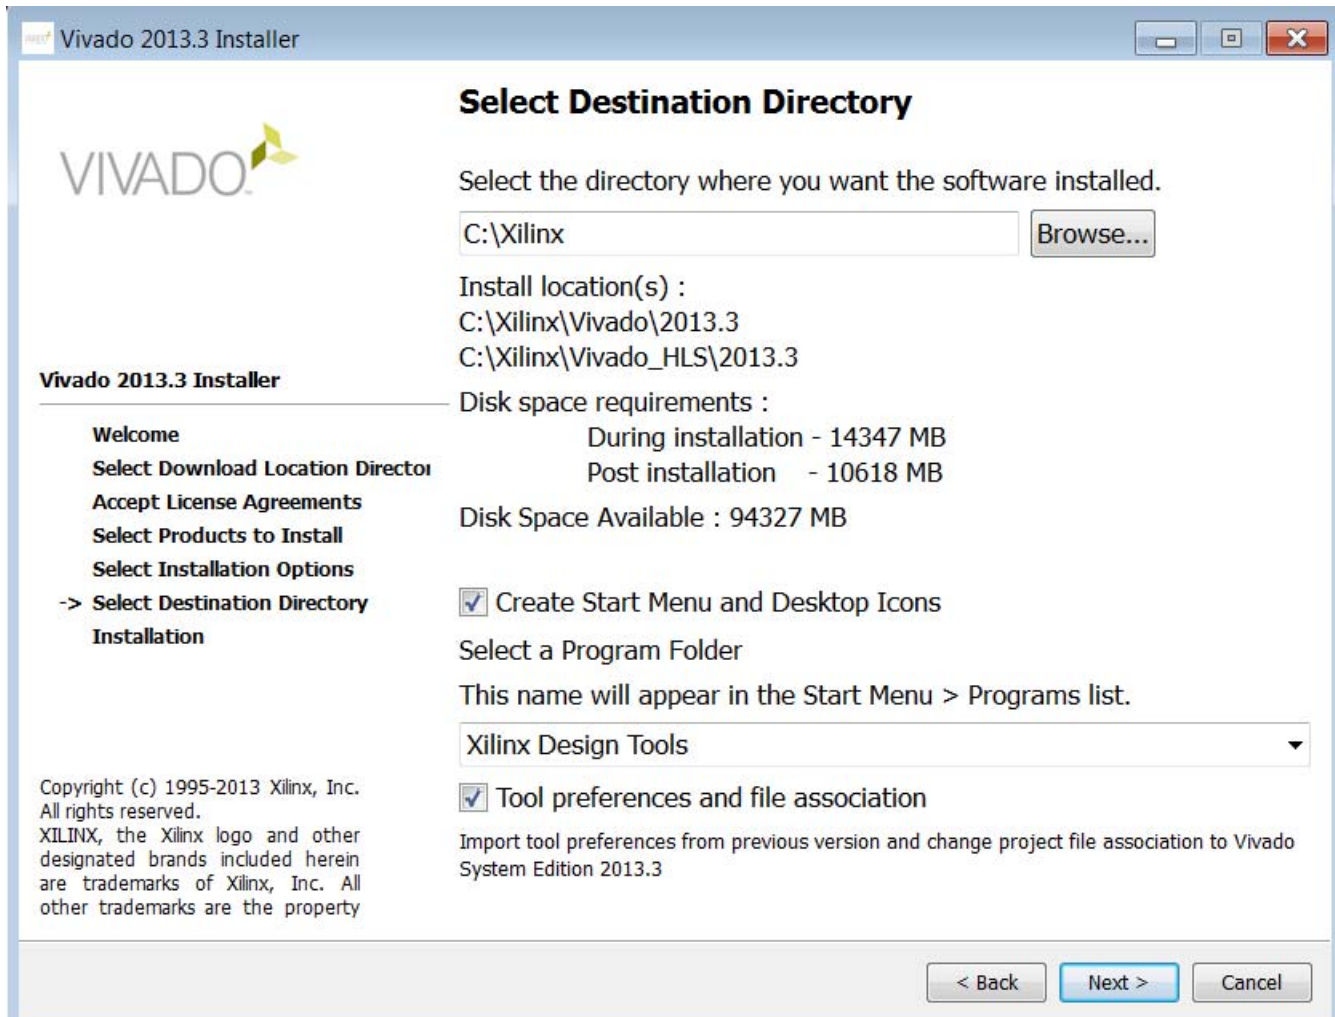 Vivado 2013.3 Installer
VIVADO™
Vivado 2013.3 Installer
Welcome
Select Download Location Director
Accept License Agreements
Select Products to Install
Select Installation Options
-> Select Destination Directory
Installation
Copyright (c) 1995-2013 Xilinx, Inc.
All rights reserved.
XILINX, the Xilinx logo and other
designated brands included herein
are trademarks of Xilinx, Inc. All
other trademarks are the property
Select Destination Directory
Select the directory where you want the software installed.
C:\Xilinx
Browse...
Install location(s) :
C:\Xilinx\Vivado\2013.3
C:\Xilinx\Vivado_HLS\2013.3
Disk space requirements :
During installation - 14347 MB
Post installation - 10618 MB
Disk Space Available : 94327 MB
Create Start Menu and Desktop Icons
Select a Program Folder
This name will appear in the Start Menu > Programs list.
Xilinx Design Tools
Tool preferences and file association
Import tool preferences from previous version and change project file association to Vivado
System Edition 2013.3
< Back
Next >
Cancel